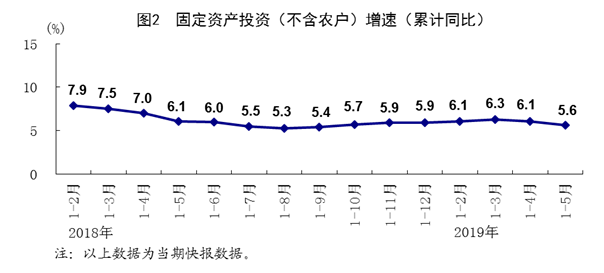 图2 固定资产投资（不含农户）增速（累计同比）
(%)
15
10
5
0
7.9 7.5 7.0 6.1 6.0 5.5 5.3 5.4 5.7 5.9 5.9 6.1 6.3 6.1 5.6
1-2月 1-3月 1-4月 1-5月 1-6月 1-7月 1-8月 1-9月 1-10月 1-11月 1-12月 1-2月 1-3月 1-4月 1-5月
2018年 2019年
注：以上数据为当期快报数据。